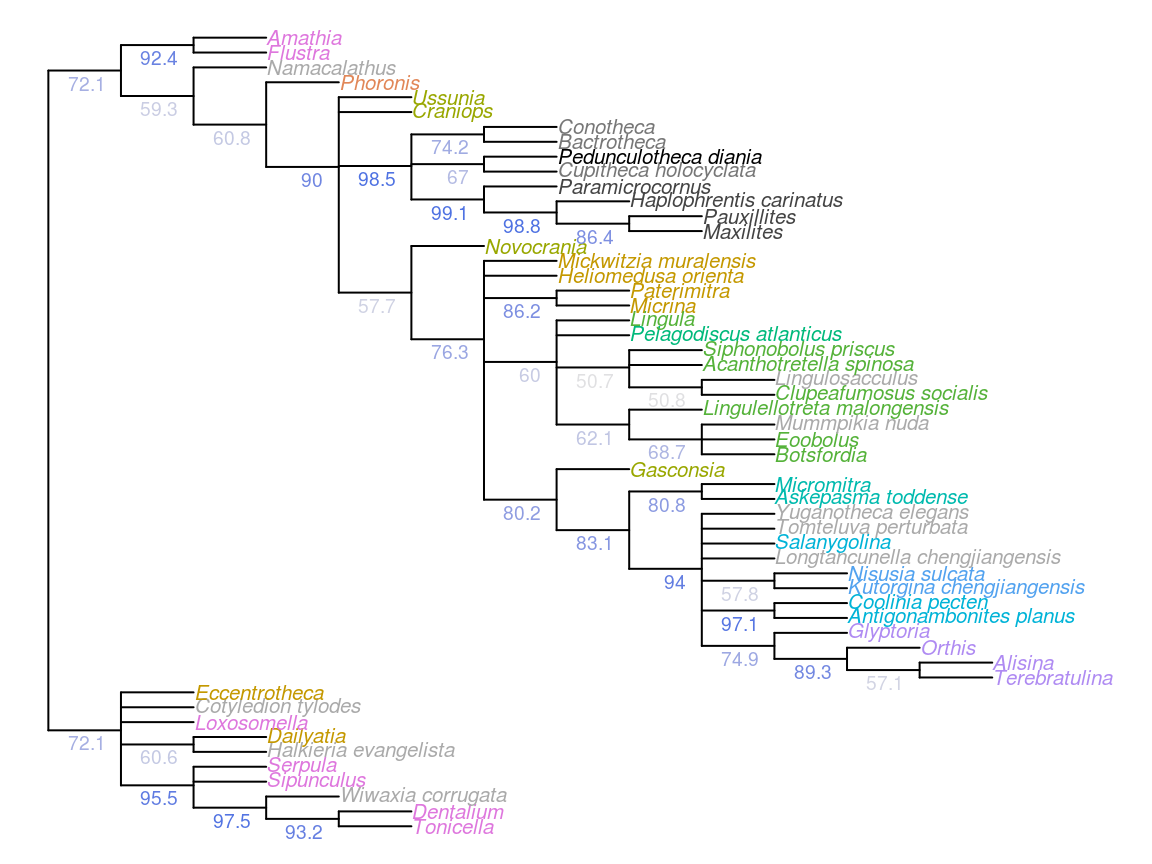 Amathia
92.4
Flustra
72.1
Namacalathus
59.3
Phoronis
60.8
Ussunia
Craniops
90
98.5
Conotheca
74.2
Bactrotheca
Pedunculotheca diania
67
Cupitheca holocyclata
Paramicrocornus
99.1
Haplophrentis carinatus
98.8
Pauxillites
86.4
Maxilites
Novocrania
57.7
Mickwitzia muralensis
Heliomedusa orienta
Paterimitra
86.2
Micrina
76.3
Lingula
Pelagodiscus atlanticus
60
Siphonobolus priscus
50.7
Acanthotretella spinosa
Lingulosacculus
50.8
Clupeafumosus socialis
Lingulellotreta malongensis
62.1
Mummpikia nuda
68.7
Eoobolus
Botsfordia
Gasconsia
80.2
Micromitra
80.8
Askepasma toddense
83.1
Yuganotheca elegans
Tomteluva perturbata
Salanygolina
Longtancunella chengjiangensis
94
Nisusia sulcata
57.8
Kutorgina chengjiangensis
Coolinia pecten
97.1
Antigonambonites planus
Glyptoria
74.9
Orthis
89.3
Alisina
57.1
Terebratulina
Eccentrotheca
Cotyledion tylodes
Loxosomella
72.1
Dailyatia
60.6
Halkieria evangelista
Serpula
95.5
Sipunculus
Wiwaxia corrugata
97.5
Dentalium
93.2
Tonicella